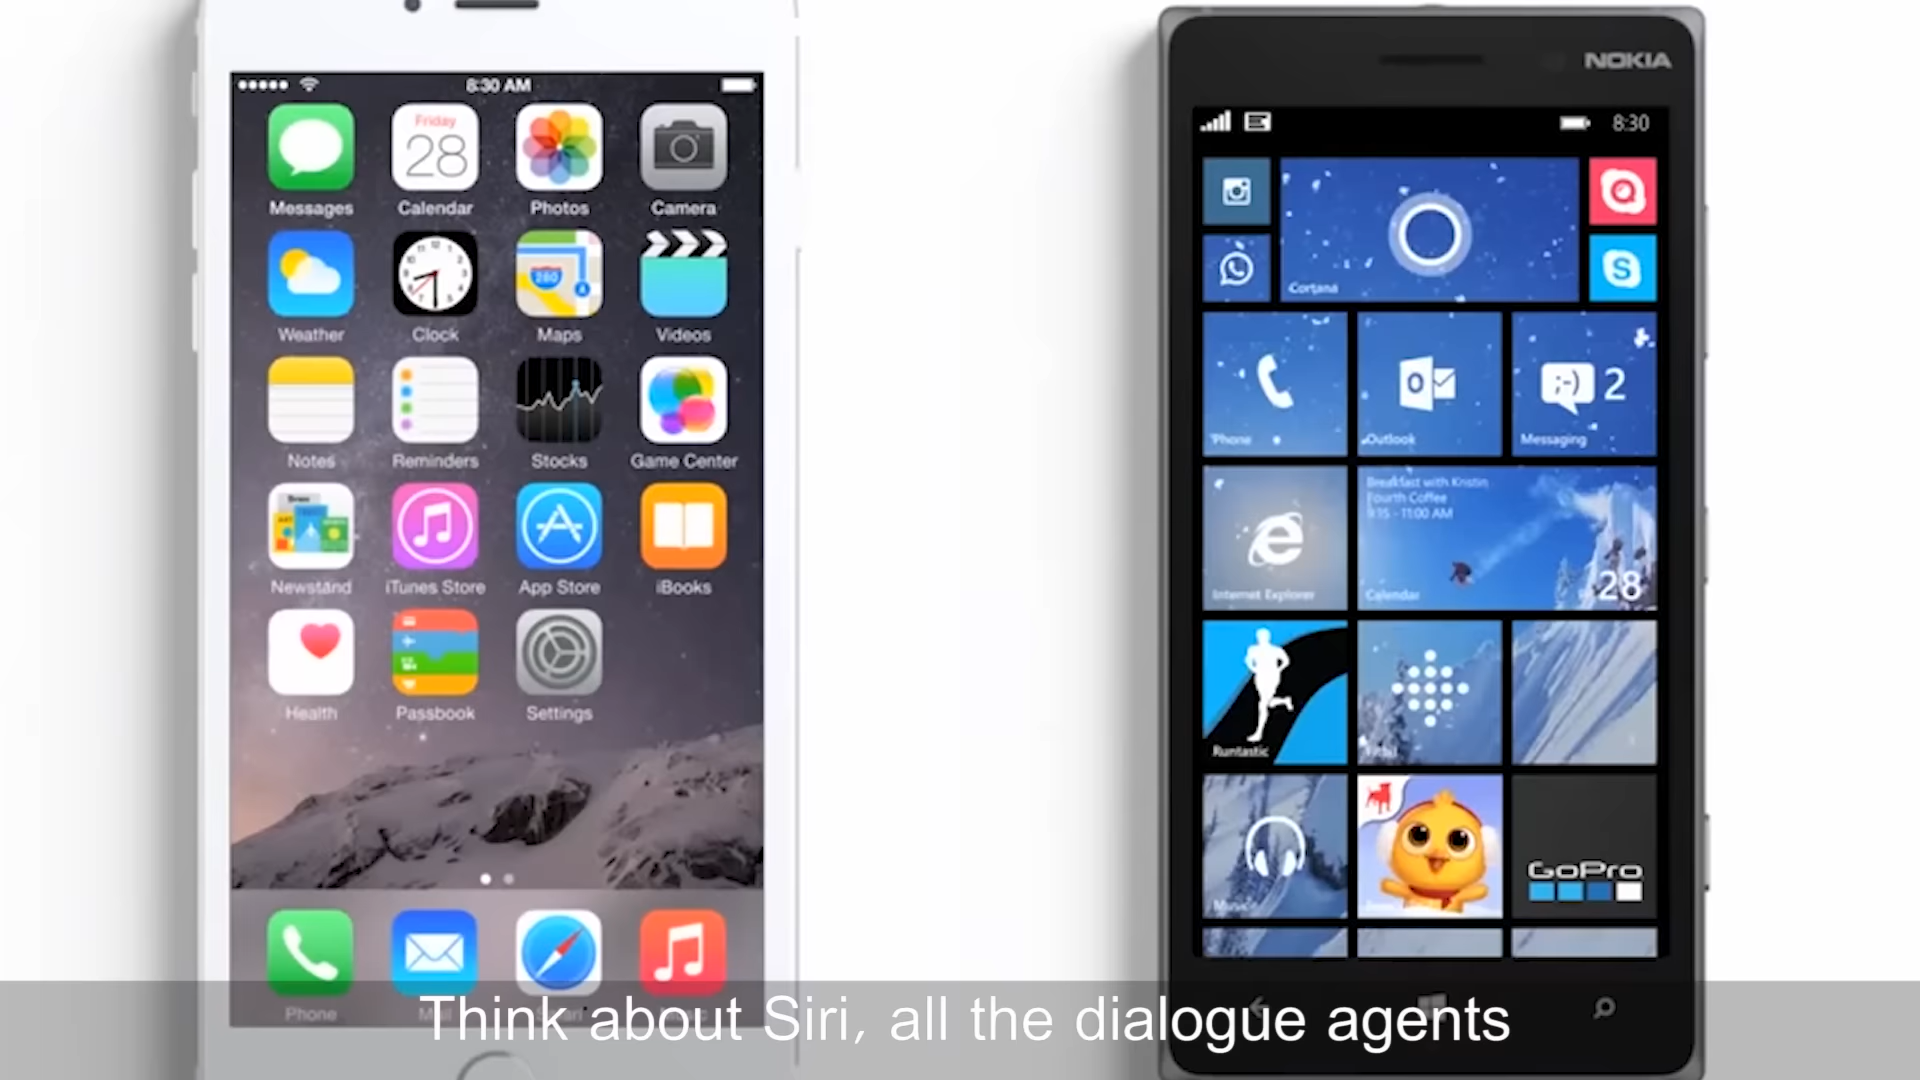 8:30 AM
Friday
28
Messages
Calendar
Photos
Camera
280
Weather
Clock
Maps
Videos
Notes
Reminders
Stocks
Game Center
Newsstand
iTunes Store
App Store
iBooks
Health
Passbook
Settings
Phone
NOKIA
8:30
Cortana
S
Phone
Outlook
;-) 2
Messaging
Internet Explorer
Breakfast with Kristin
Fourth Coffee
9:15 - 11:00 AM
28
Calendar
Runtastic
Music
GoPro
Think about Siri, all the dialogue agents